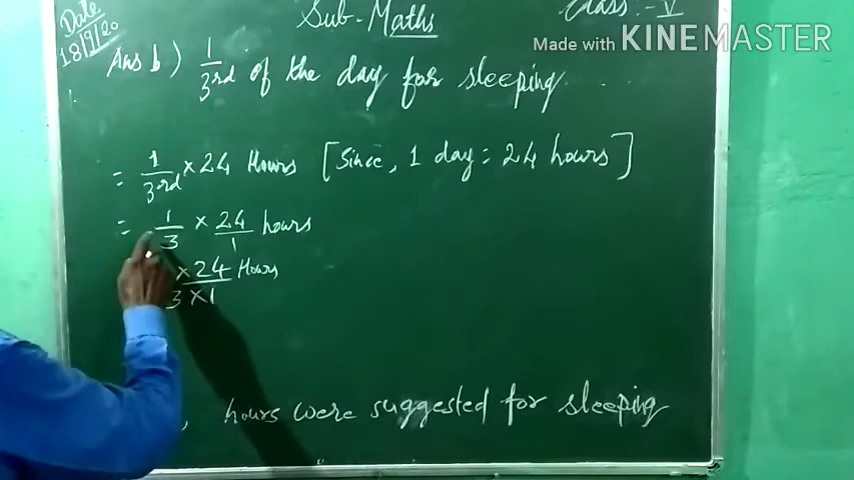 Date
18/9/20
Sub-Maths
Class:-V
Made with KINEMASTER
Ans b) 1/3rd of the day for sleeping
= 1/3rd × 24 Hours [Since, 1 day = 24 hours]
= 1/3 × 24/1 hours
× 24 Hours
3 × 1
hours were suggested for sleeping